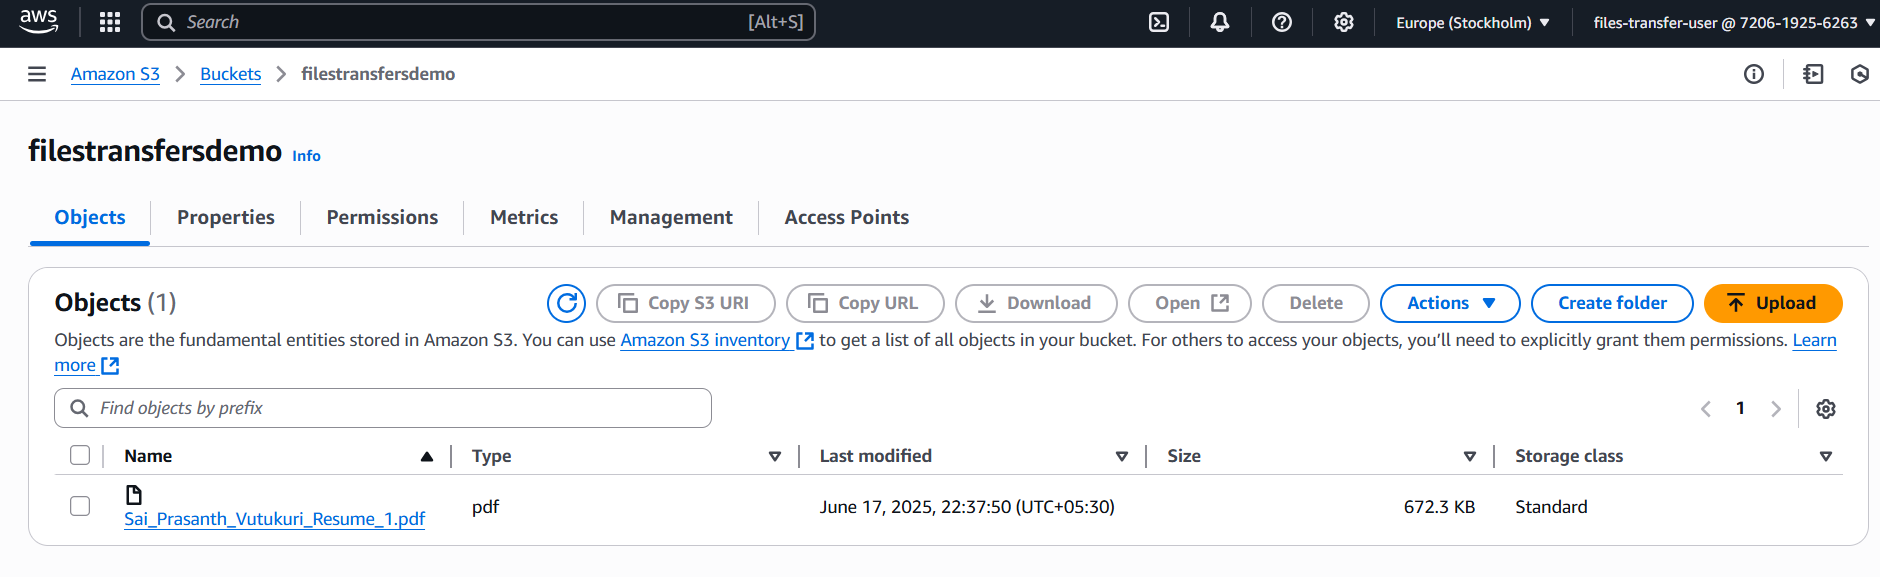 aws Search [Alt+S] Europe (Stockholm) files-transfer-user @ 7206-1925-6263
Amazon S3 Buckets filestransfersdemo
filestransfersdemo Info
Objects Properties Permissions Metrics Management Access Points
Objects (1) Copy S3 URI Copy URL Download Open Delete Actions Create folder Upload
Objects are the fundamental entities stored in Amazon S3. You can use Amazon S3 inventory to get a list of all objects in your bucket. For others to access your objects, you’ll need to explicitly grant them permissions. Learn
more
Find objects by prefix 1
Name Type Last modified Size Storage class
Sai_Prasanth_Vutukuri_Resume_1.pdf pdf June 17, 2025, 22:37:50 (UTC+05:30) 672.3 KB Standard